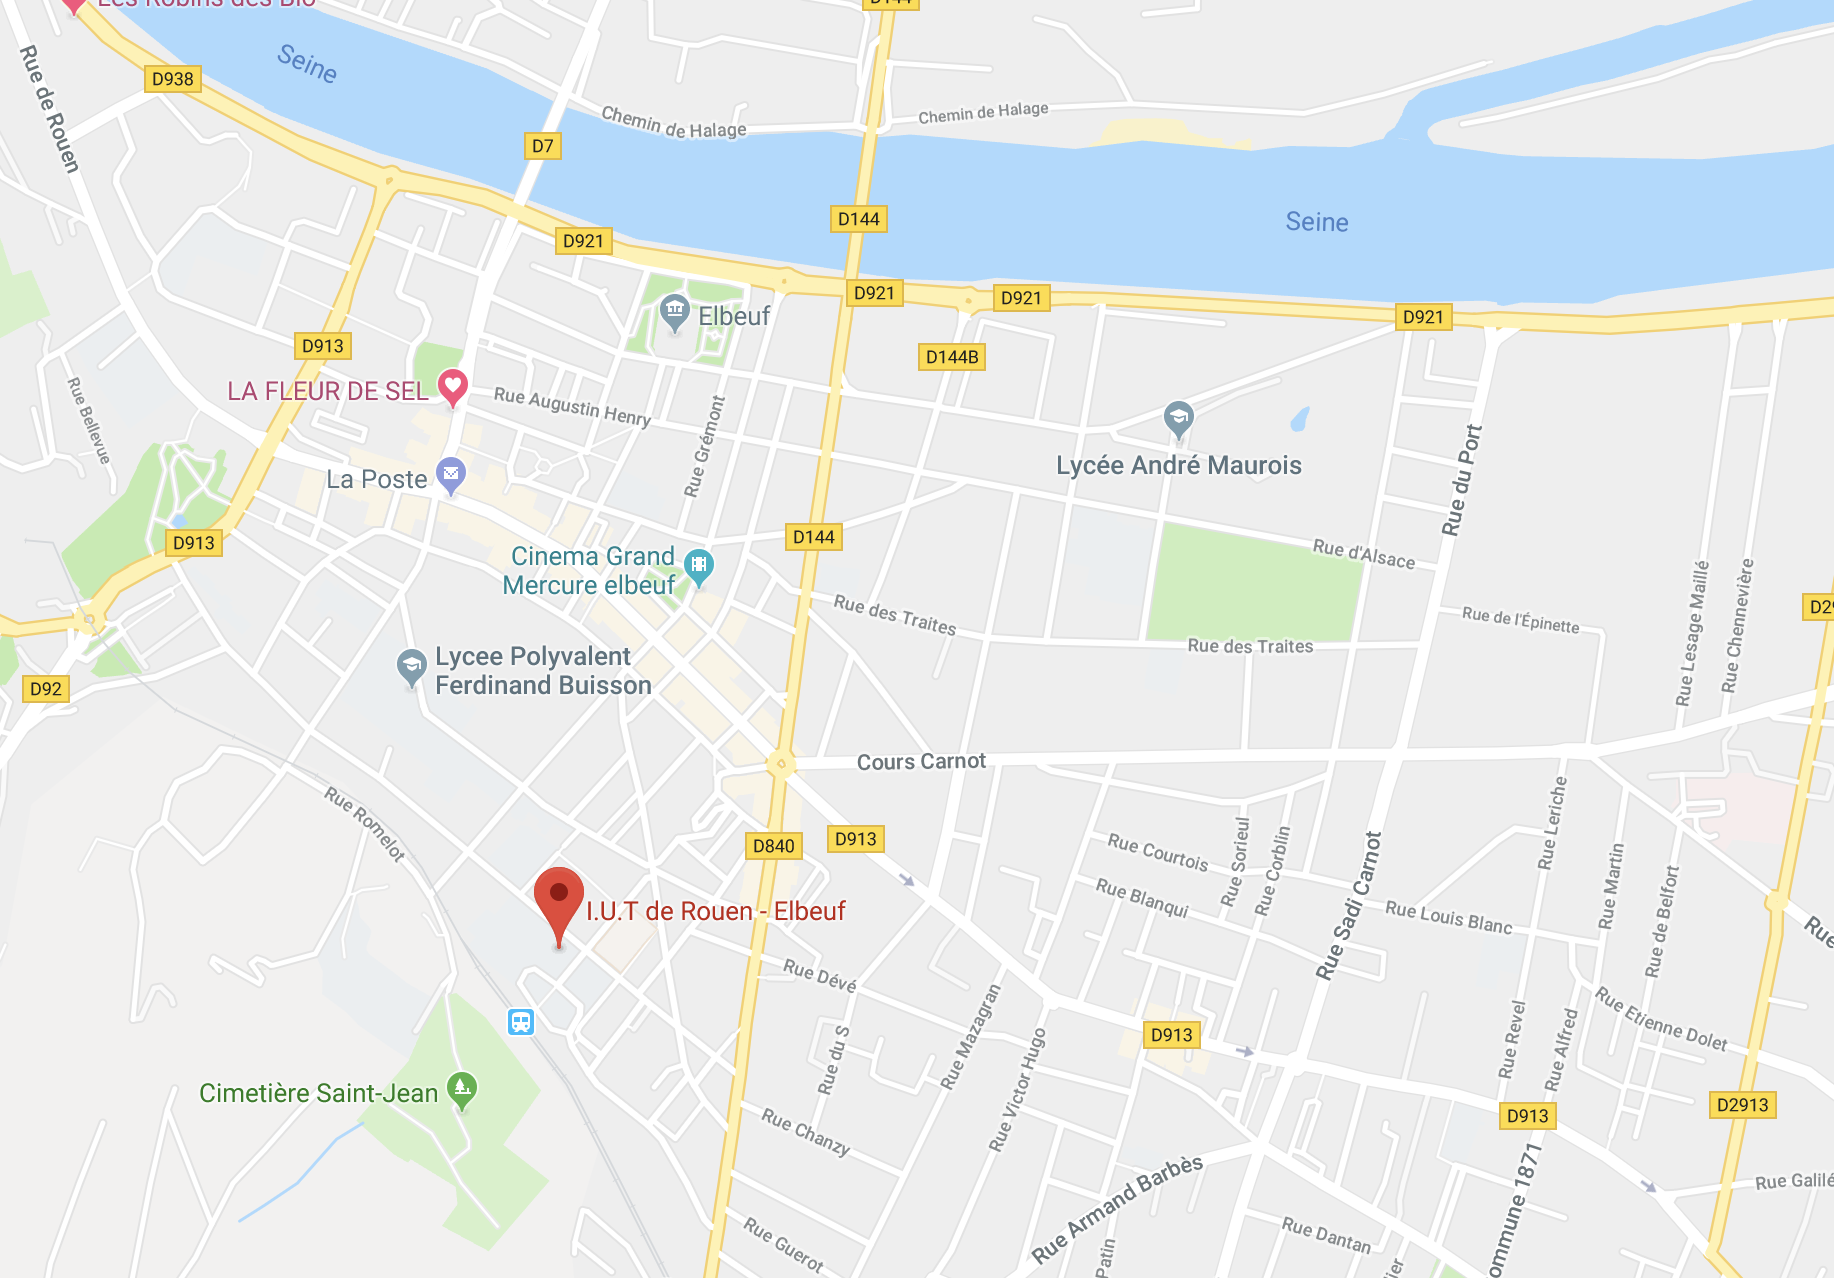 Les Robins des Bio
D144
Rue de Rouen
Seine
D938
Chemin de Halage
Chemin de Halage
D7
D144
Seine
D921
D921
D921
D921
Elbeuf
D913
D144B
LA FLEUR DE SEL
Rue Augustin Henry
Rue Bellevue
Rue Grémont
Lycée André Maurois
Rue du Port
La Poste
D913
D144
Cinema Grand
Mercure elbeuf
Rue d'Alsace
Rue des Traites
Rue de l'Épinette
Rue Lesage Maillé
Rue Chennevière
Rue des Traites
Lycee Polyvalent
Ferdinand Buisson
D92
Cours Carnot
Rue Romelot
D840
D913
Rue Courtois
Rue Sorieul
Rue Corblin
Rue Leriche
Rue Blanqui
Rue Sadi Carnot
Rue Martin
Rue de Belfort
I.U.T de Rouen - Elbeuf
Rue Louis Blanc
Rue
Rue Dévé
Rue Mazagran
Rue du S
Rue Victor Hugo
D913
Rue Revel
Rue Alfred
Rue Etienne Dolet
Cimetière Saint-Jean
D913
D2913
Rue Chanzy
Rue Armand Barbès
ommune 1871
Rue Galilé
Rue Guerot
Patin
Rue Dantan
ier